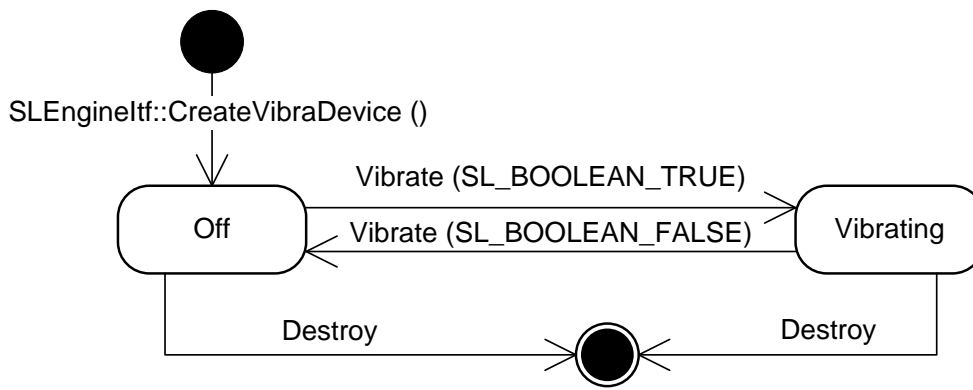 SLEngineItf::CreateVibraDevice ()
Vibrate (SL_BOOLEAN_TRUE)
Off
Vibrate (SL_BOOLEAN_FALSE)
Vibrating
Destroy
Destroy